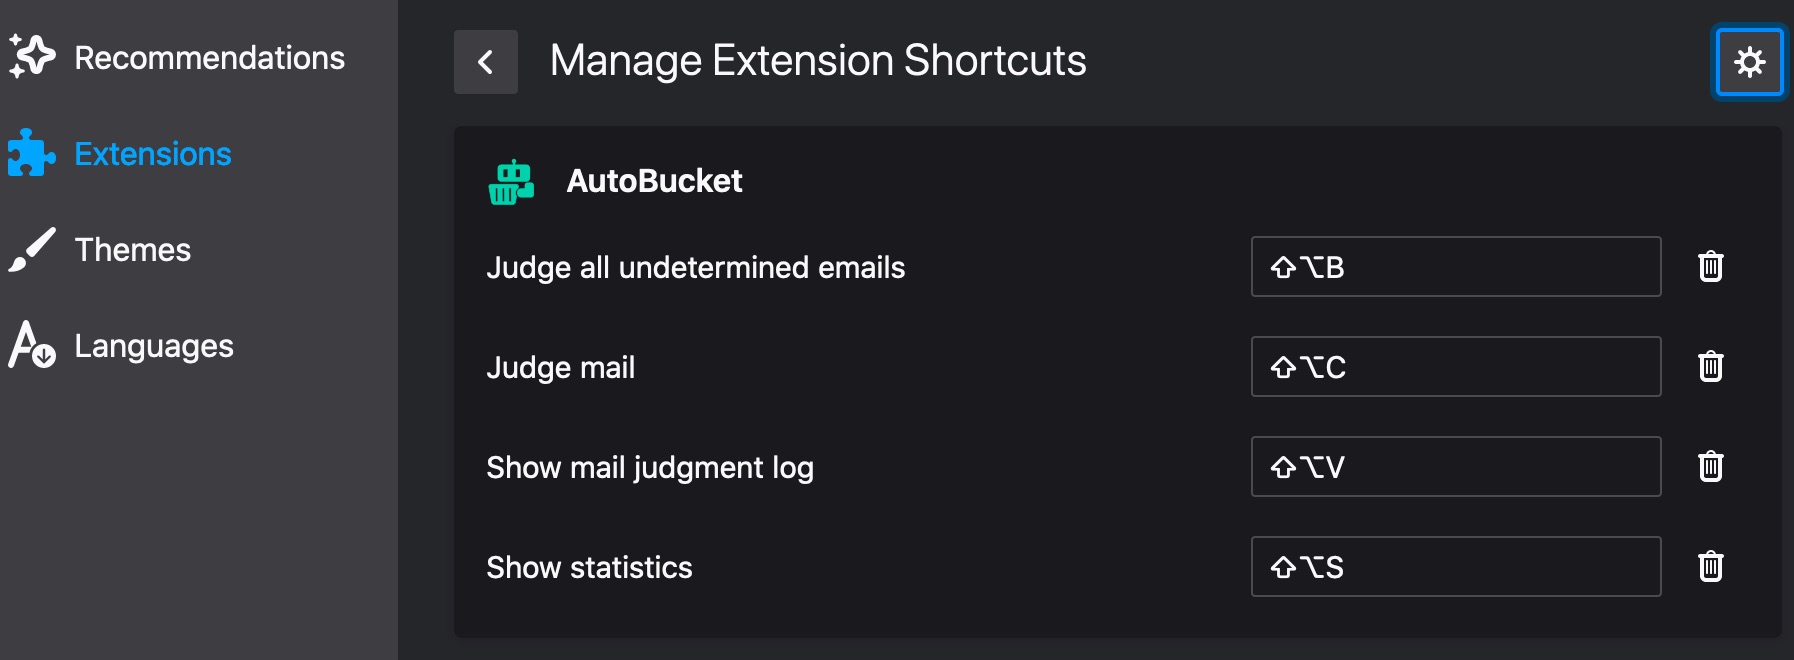 Recommendations
Extensions
Themes
Languages
Manage Extension Shortcuts
AutoBucket
Judge all undetermined emails
⇧⌥B
Judge mail
⇧⌥C
Show mail judgment log
⇧⌥V
Show statistics
⇧⌥S